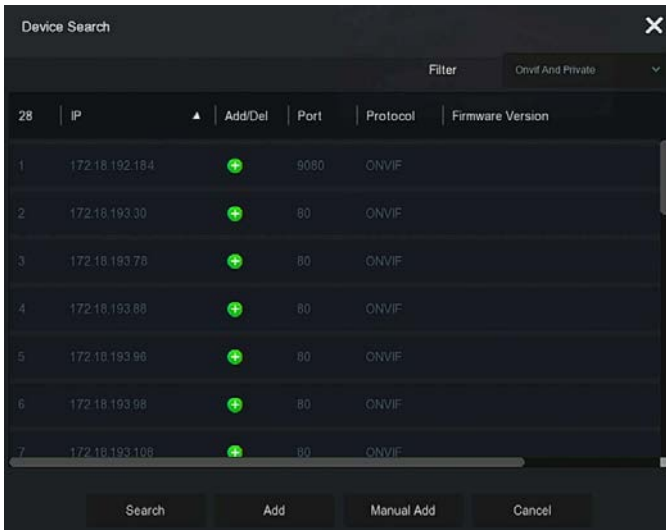 Device Search
Filter Onvif And Private
28 IP Add/Del Port Protocol Firmware Version
1 172.18.192.184 9080 ONVIF
2 172.18.193.30 80 ONVIF
3 172.18.193.78 80 ONVIF
4 172.18.193.88 80 ONVIF
5 172.18.193.96 80 ONVIF
6 172.18.193.98 80 ONVIF
7 172.18.193.108 80 ONVIF
Search Add Manual Add Cancel